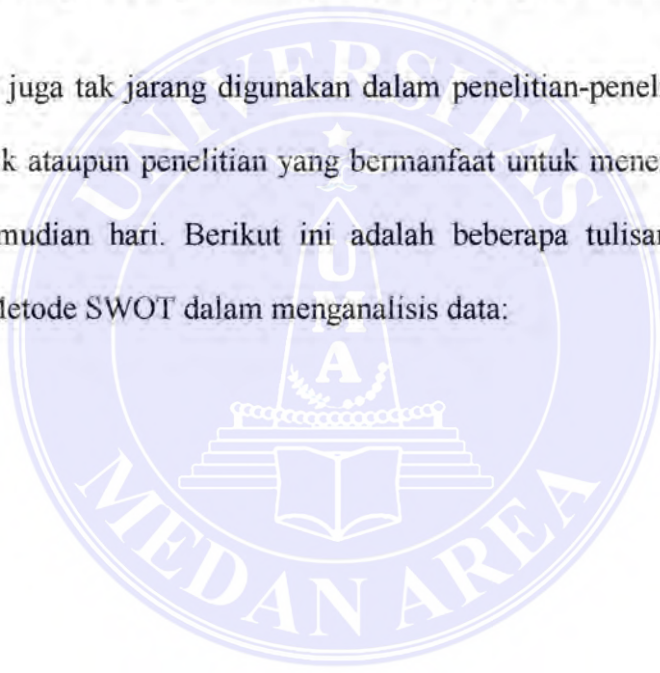 UNIVERSITAS
juga tak jarang digunakan dalam penelitian-penel
k ataupun penelitian yang bermanfaat untuk mene
mudian hari. Berikut ini adalah beberapa tulisan
Metode SWOT dalam menganalisis data:
U
M
A
MEDAN AREA